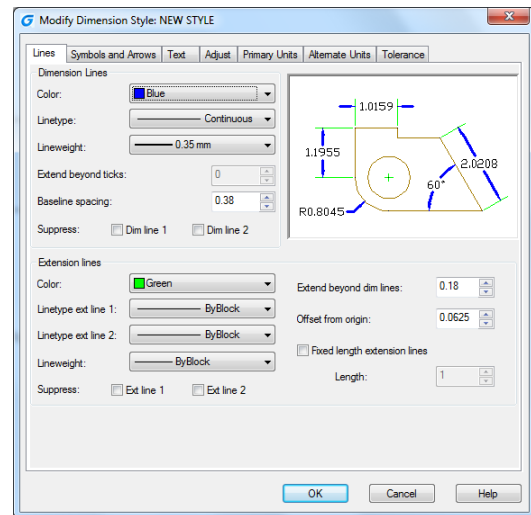 Modify Dimension Style: NEW STYLE
Lines Symbols and Arrows Text Adjust Primary Units Alternate Units Tolerance
Dimension Lines
Color: Blue
Linetype: Continuous
Lineweight: 0.35 mm
Extend beyond ticks: 0
Baseline spacing: 0.38
Suppress: Dim line 1 Dim line 2
1.0159
1.1955
2.0208
60°
R0.8045
Extension lines
Color: Green
Linetype ext line 1: ByBlock
Linetype ext line 2: ByBlock
Lineweight: ByBlock
Suppress: Ext line 1 Ext line 2
Extend beyond dim lines: 0.18
Offset from origin: 0.0625
Fixed length extension lines
Length: 1
OK Cancel Help